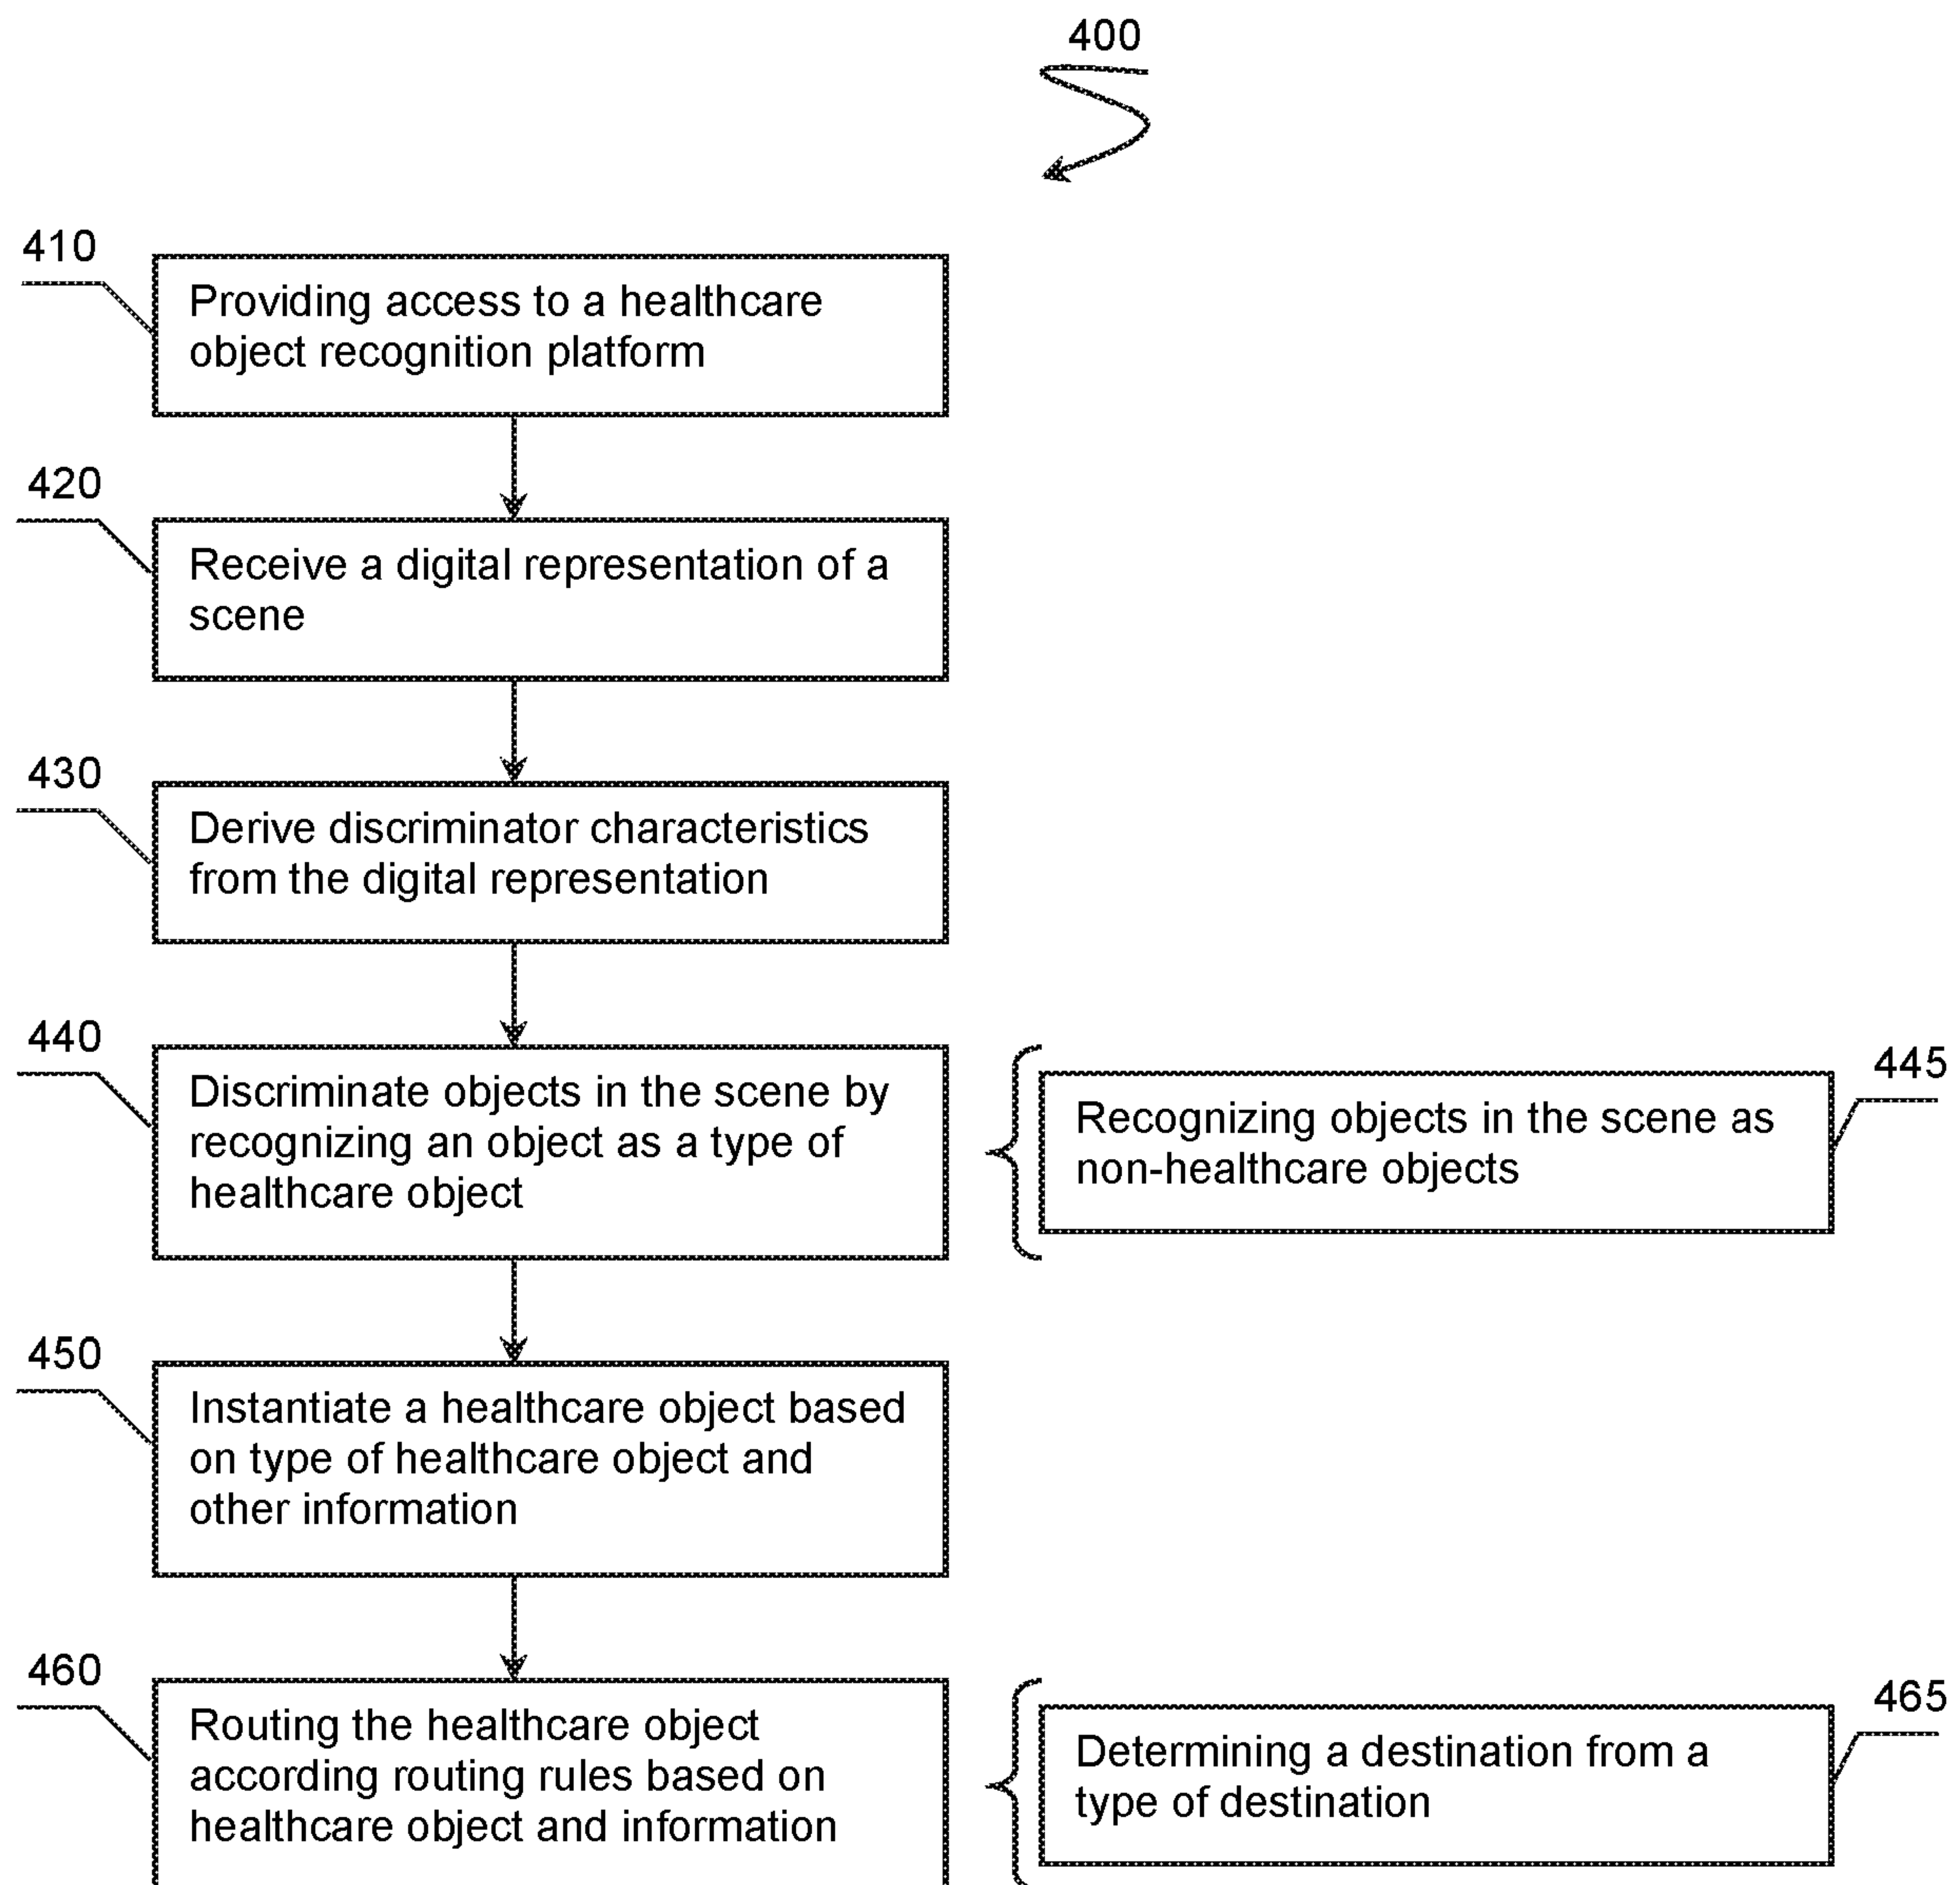 400
410
Providing access to a healthcare
object recognition platform
420
Receive a digital representation of a
scene
430
Derive discriminator characteristics
from the digital representation
440
Discriminate objects in the scene by
recognizing an object as a type of
healthcare object
445
Recognizing objects in the scene as
non-healthcare objects
450
Instantiate a healthcare object based
on type of healthcare object and
other information
460
Routing the healthcare object
according routing rules based on
healthcare object and information
465
Determining a destination from a
type of destination